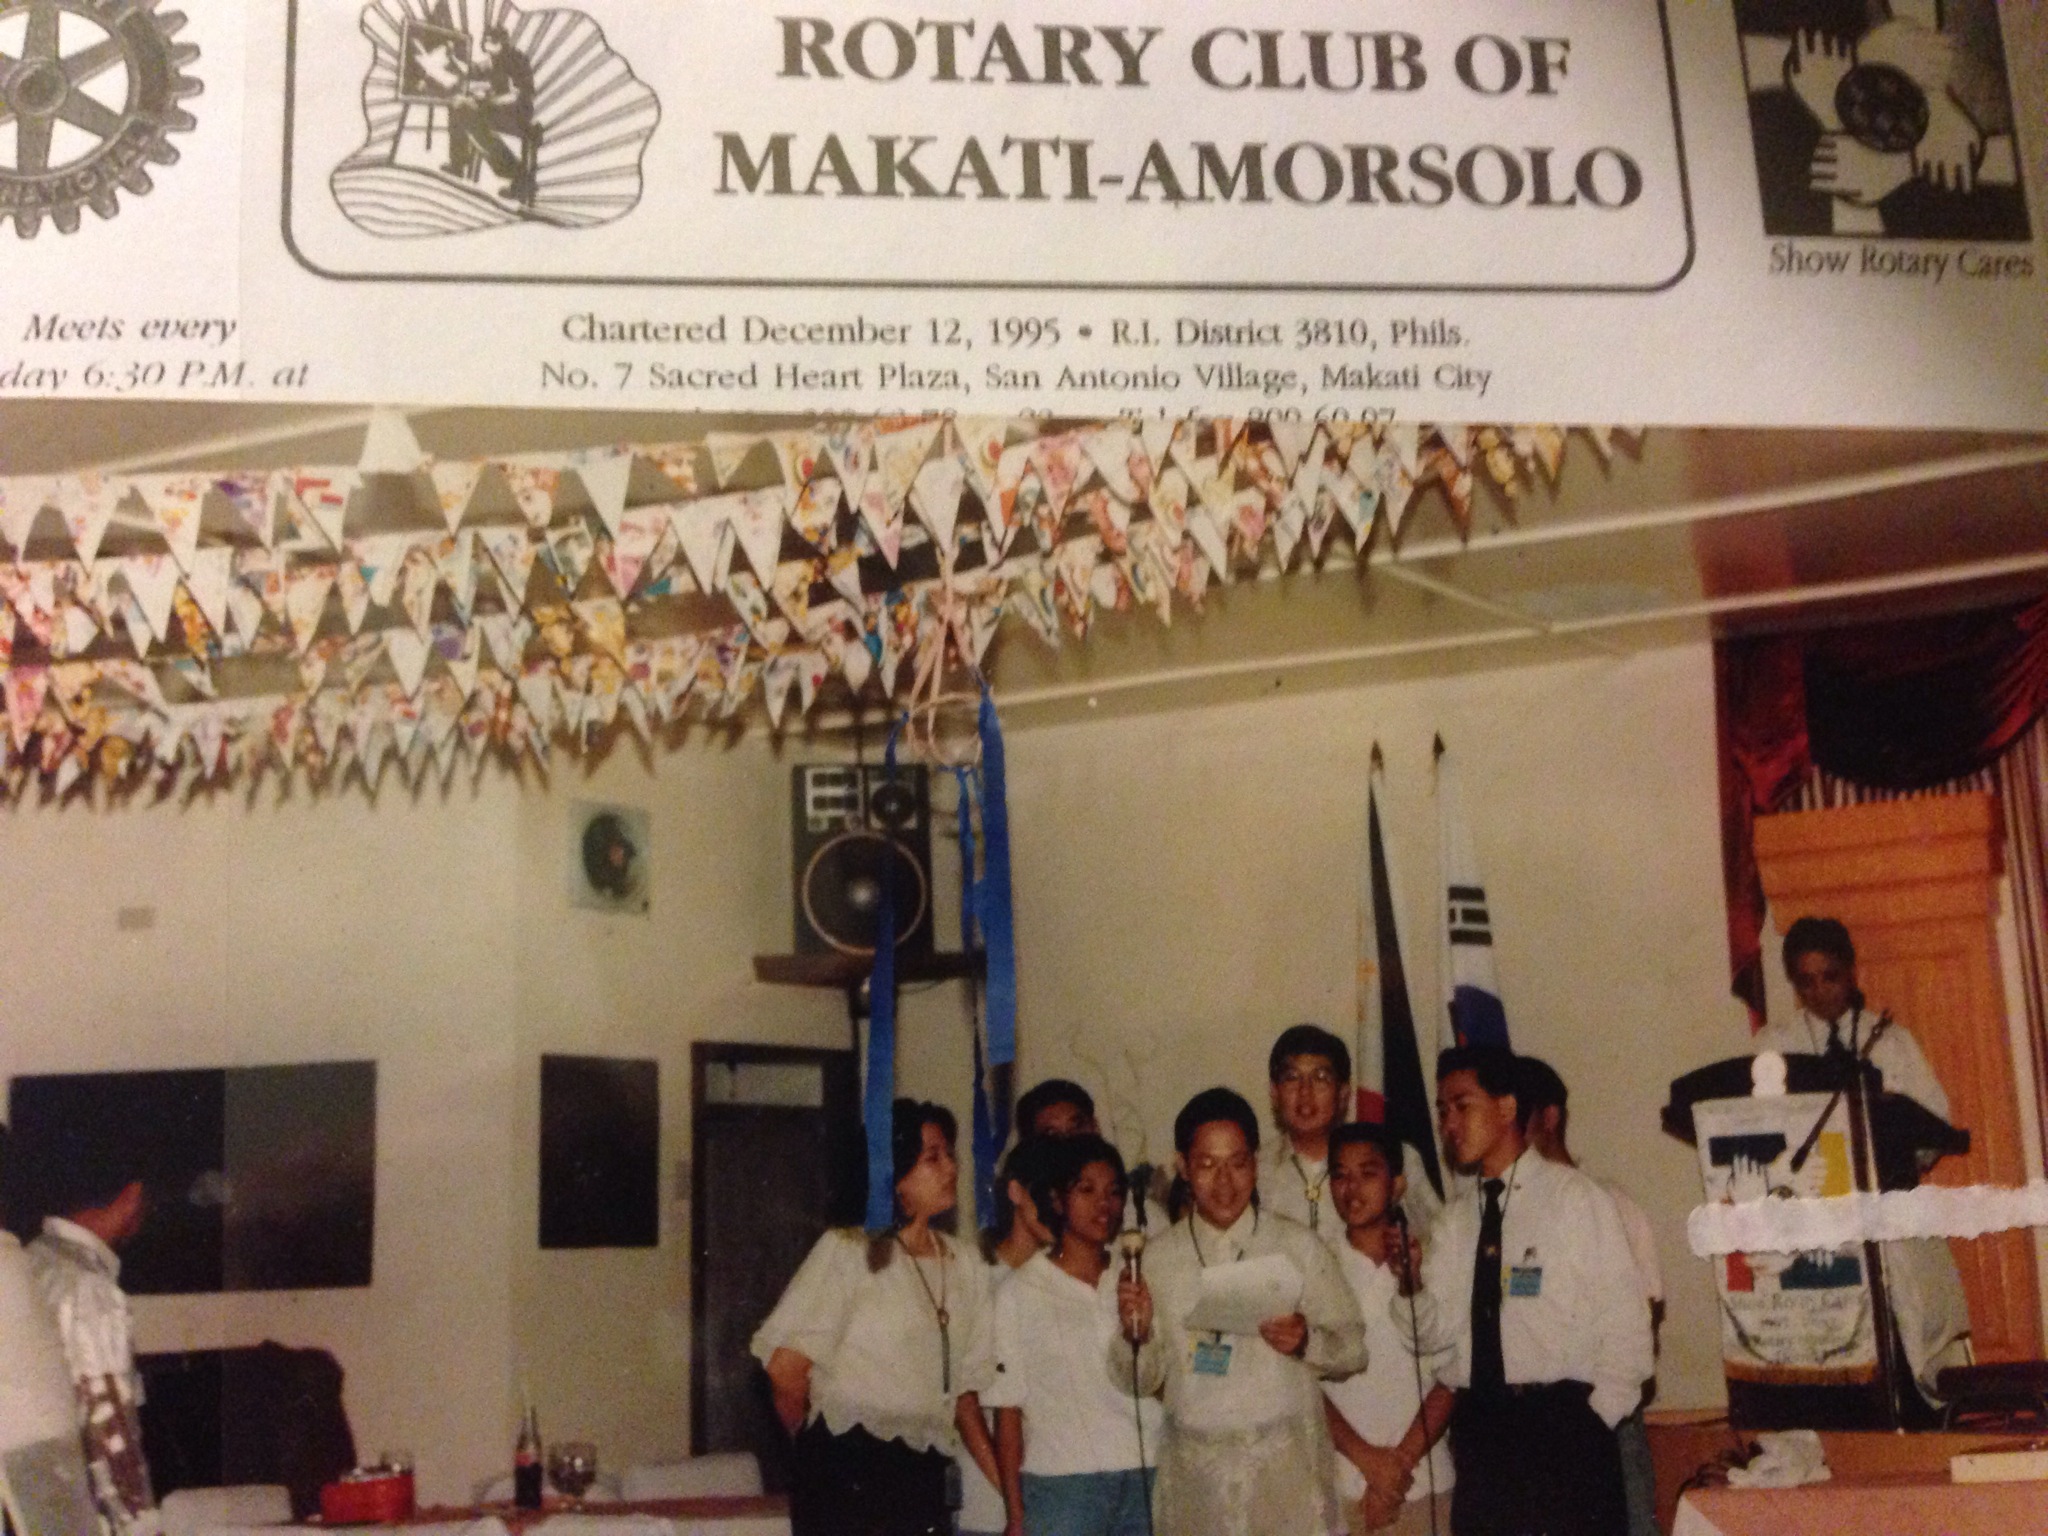 ROTARY CLUB OF
MAKATI-AMORSOLO
Show Rotary Cares
Meets every
day 6:30 P.M. at
Chartered December 12, 1995 • R.I. District 3810, Phils.
No. 7 Sacred Heart Plaza, San Antonio Village, Makati City